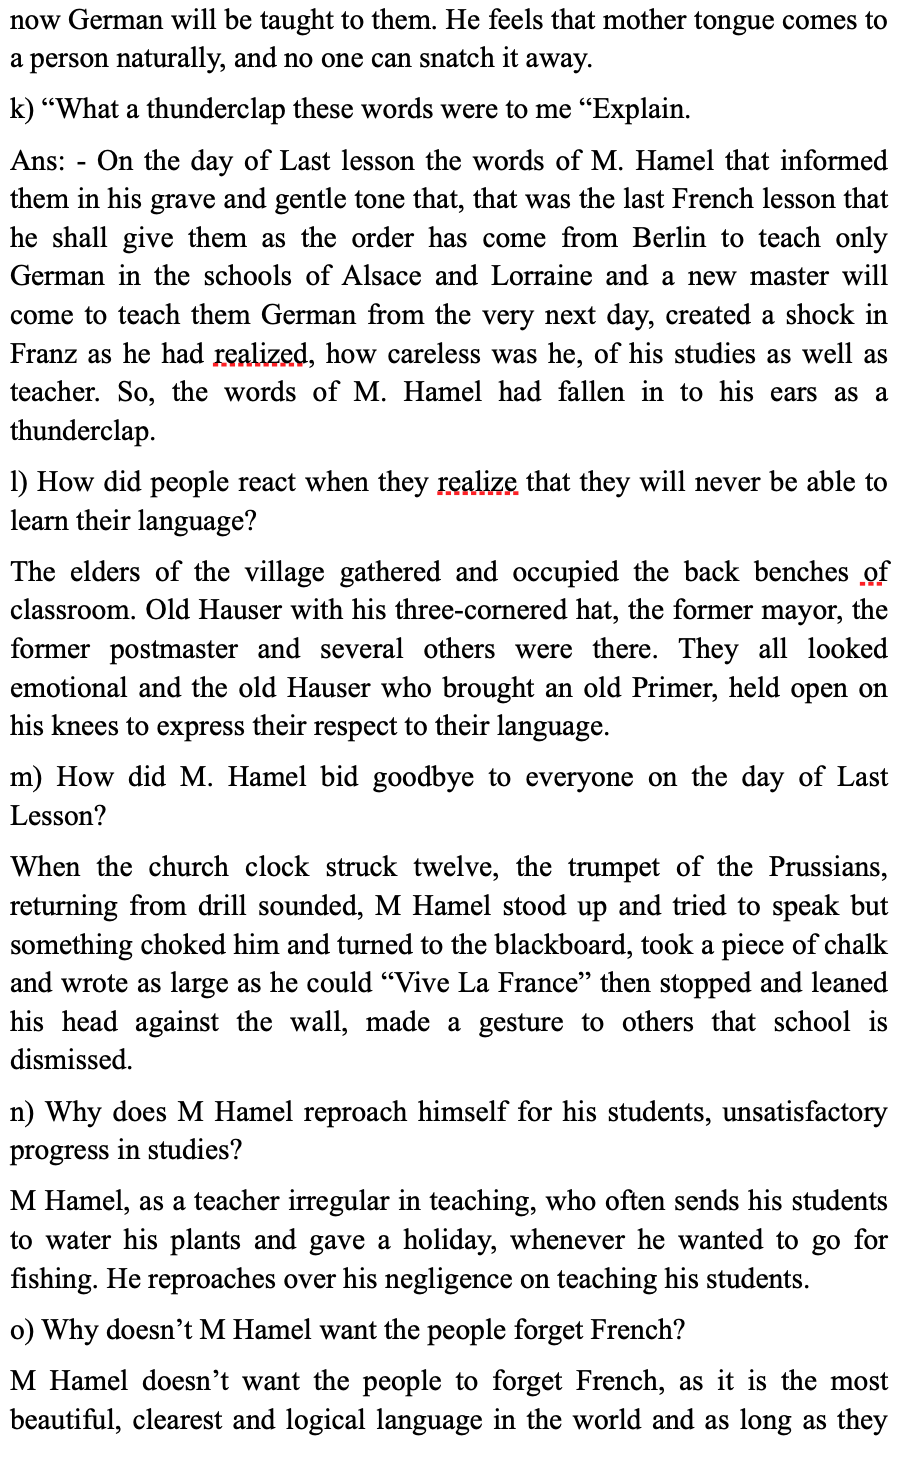 now German will be taught to them. He feels that mother tongue comes to
a person naturally, and no one can snatch it away.
k) “What a thunderclap these words were to me “Explain.
Ans: - On the day of Last lesson the words of M. Hamel that informed
them in his grave and gentle tone that, that was the last French lesson that
he shall give them as the order has come from Berlin to teach only
German in the schools of Alsace and Lorraine and a new master will
come to teach them German from the very next day, created a shock in
Franz as he had realized, how careless was he, of his studies as well as
teacher. So, the words of M. Hamel had fallen in to his ears as a
thunderclap.
l) How did people react when they realize that they will never be able to
learn their language?
The elders of the village gathered and occupied the back benches of
classroom. Old Hauser with his three-cornered hat, the former mayor, the
former postmaster and several others were there. They all looked
emotional and the old Hauser who brought an old Primer, held open on
his knees to express their respect to their language.
m) How did M. Hamel bid goodbye to everyone on the day of Last
Lesson?
When the church clock struck twelve, the trumpet of the Prussians,
returning from drill sounded, M Hamel stood up and tried to speak but
something choked him and turned to the blackboard, took a piece of chalk
and wrote as large as he could “Vive La France” then stopped and leaned
his head against the wall, made a gesture to others that school is
dismissed.
n) Why does M Hamel reproach himself for his students, unsatisfactory
progress in studies?
M Hamel, as a teacher irregular in teaching, who often sends his students
to water his plants and gave a holiday, whenever he wanted to go for
fishing. He reproaches over his negligence on teaching his students.
o) Why doesn’t M Hamel want the people forget French?
M Hamel doesn’t want the people to forget French, as it is the most
beautiful, clearest and logical language in the world and as long as they